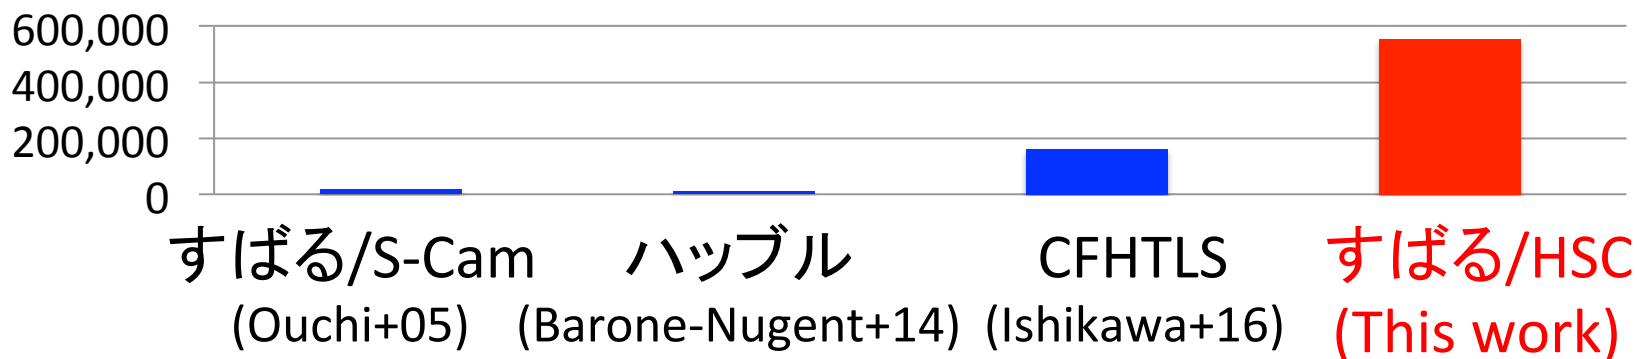 600,000
400,000
200,000
0
すばる/S-Cam ハッブル CFHTLS すばる/HSC
(Ouchi+05) (Barone-Nugent+14) (Ishikawa+16) (This work)